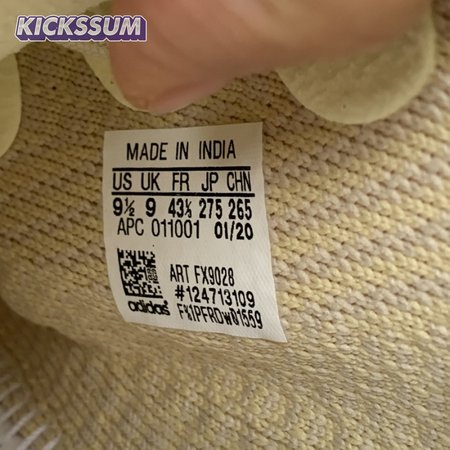 KICKSSUM
MADE IN INDIA
US UK FR JP CHN
9½ 9 43⅓ 275 265
APC 011001 01/20
ART FX9028
#124713109
adidas